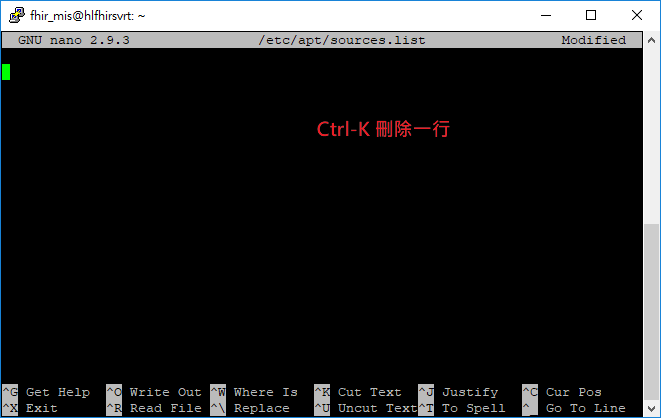 fhir_mis@hlfhirsvrt: ~
GNU nano 2.9.3 /etc/apt/sources.list Modified
Ctrl-K 刪除一行
^G Get Help ^O Write Out ^W Where Is ^K Cut Text ^J Justify ^C Cur Pos
^X Exit ^R Read File ^\ Replace ^U Uncut Text ^T To Spell ^_ Go To Line